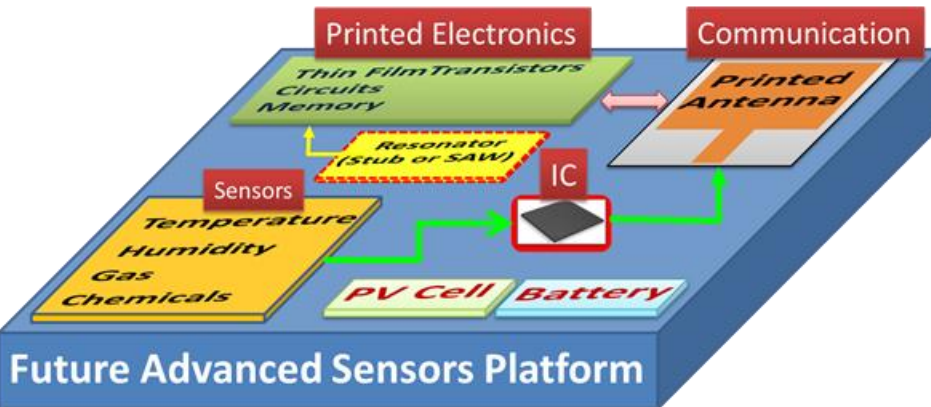 Printed Electronics
Communication
Thin FilmTransistors
Circuits
Memory
Printed
Antenna
Resonator
(Stub or SAW)
IC
Sensors
Temperature
Humidity
Gas
Chemicals
PV Cell
Battery
Future Advanced Sensors Platform